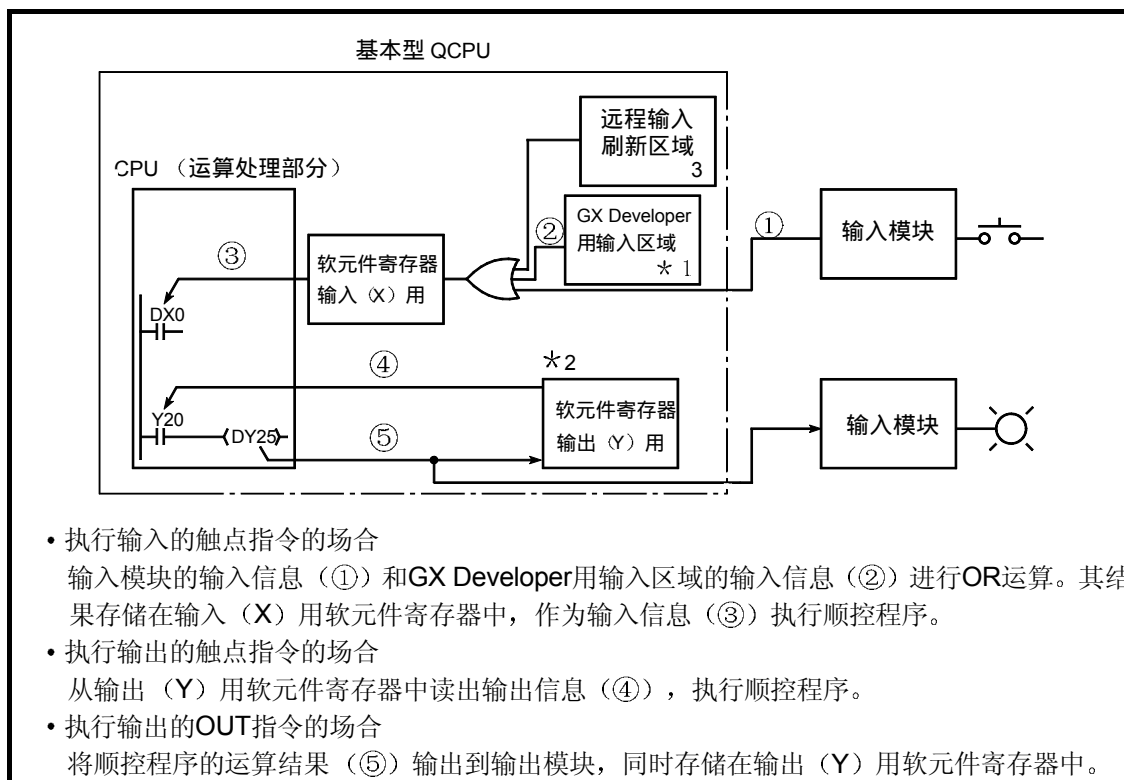 基本型 QCPU
远程输入
刷新区域
3
CPU （运算处理部分）
GX Developer
用输入区域
＊1
①
②
输入模块
③
软元件寄存器
输入（X）用
DX0
④
＊2
Y20
DY25
⑤
软元件寄存器
输出（Y）用
输入模块
• 执行输入的触点指令的场合
输入模块的输入信息（①）和GX Developer用输入区域的输入信息（②）进行OR运算。其结
果存储在输入（X）用软元件寄存器中，作为输入信息（③）执行顺控程序。
• 执行输出的触点指令的场合
从输出（Y）用软元件寄存器中读出输出信息（④），执行顺控程序。
• 执行输出的OUT指令的场合
将顺控程序的运算结果（⑤）输出到输出模块，同时存储在输出（Y）用软元件寄存器中。